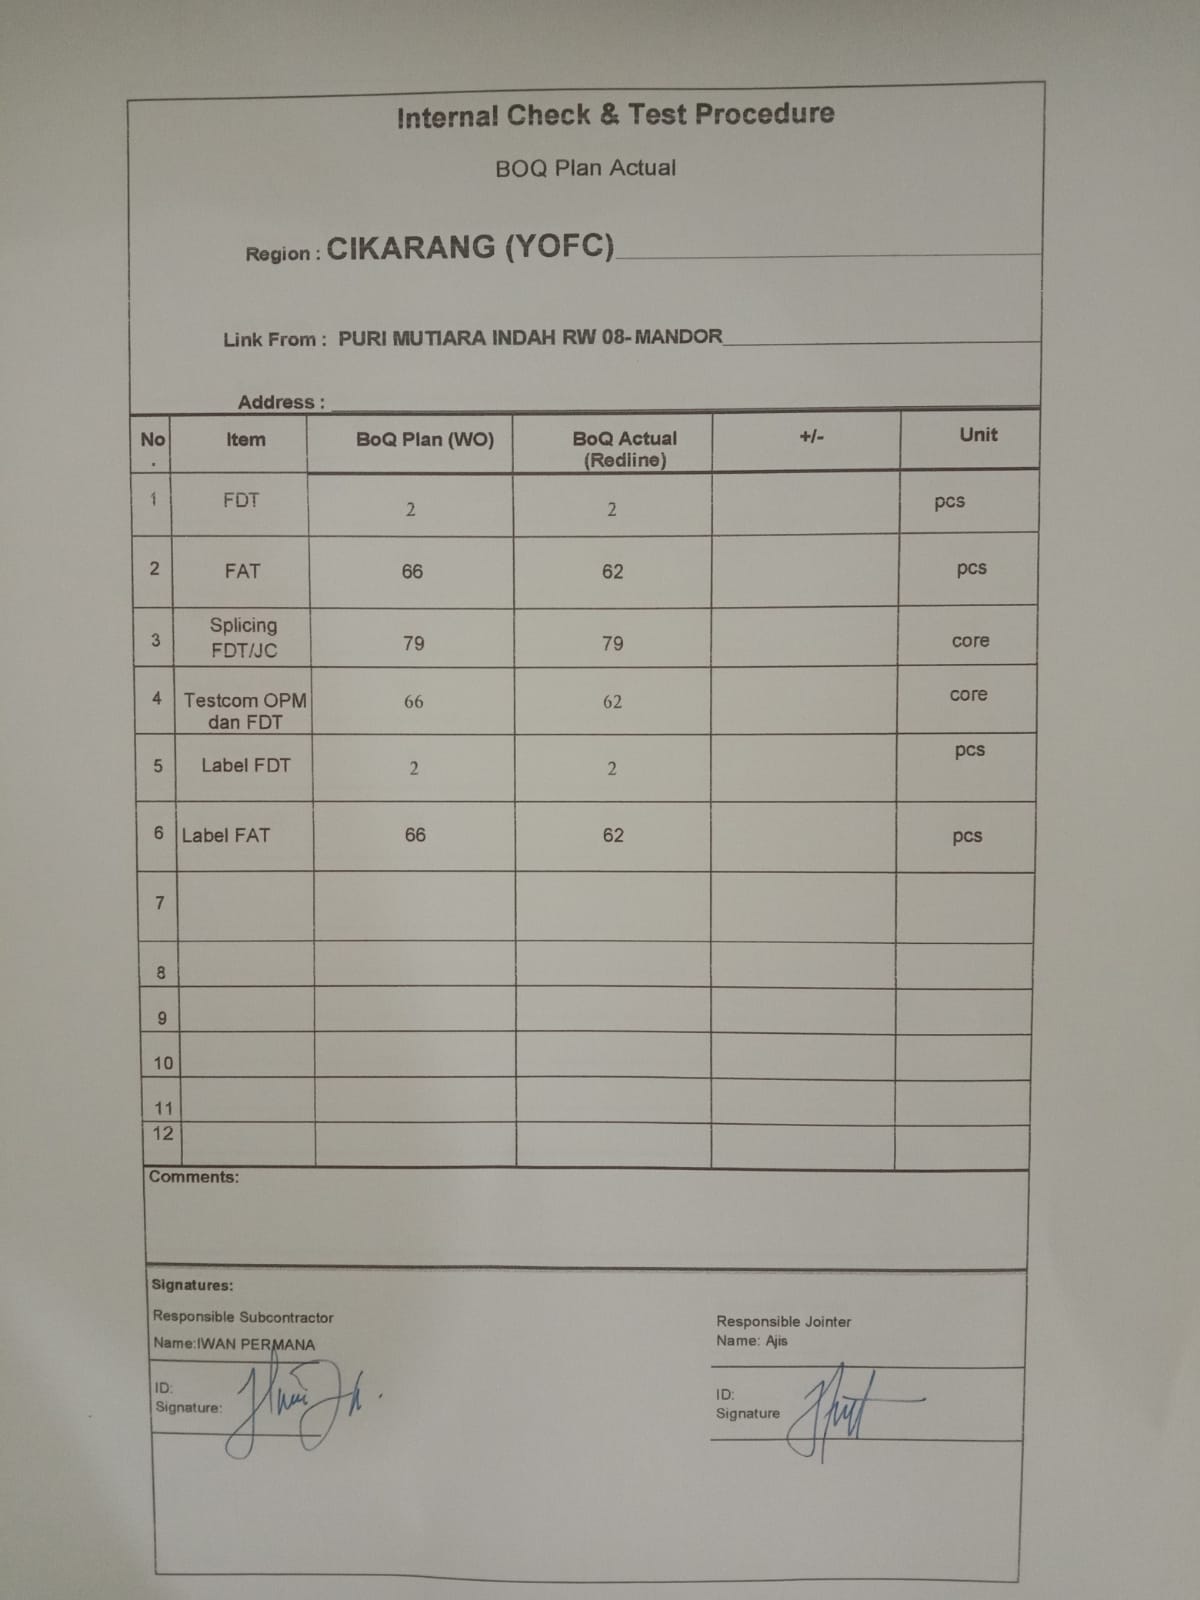 Internal Check & Test Procedure
BOQ Plan Actual
Region : CIKARANG (YOFC)
Link From : PURI MUTIARA INDAH RW 08- MANDOR
Address :
No. Item BoQ Plan (WO) BoQ Actual (Redline) +/- Unit
1 FDT 2 2 pcs
2 FAT 66 62 pcs
3 Splicing FDT/JC 79 79 core
4 Testcom OPM dan FDT 66 62 core
5 Label FDT 2 2 pcs
6 Label FAT 66 62 pcs
7
8
9
10
11
12
Comments:
Signatures:
Responsible Subcontractor
Name:IWAN PERMANA
ID:
Signature:
Responsible Jointer
Name: Ajis
ID:
Signature